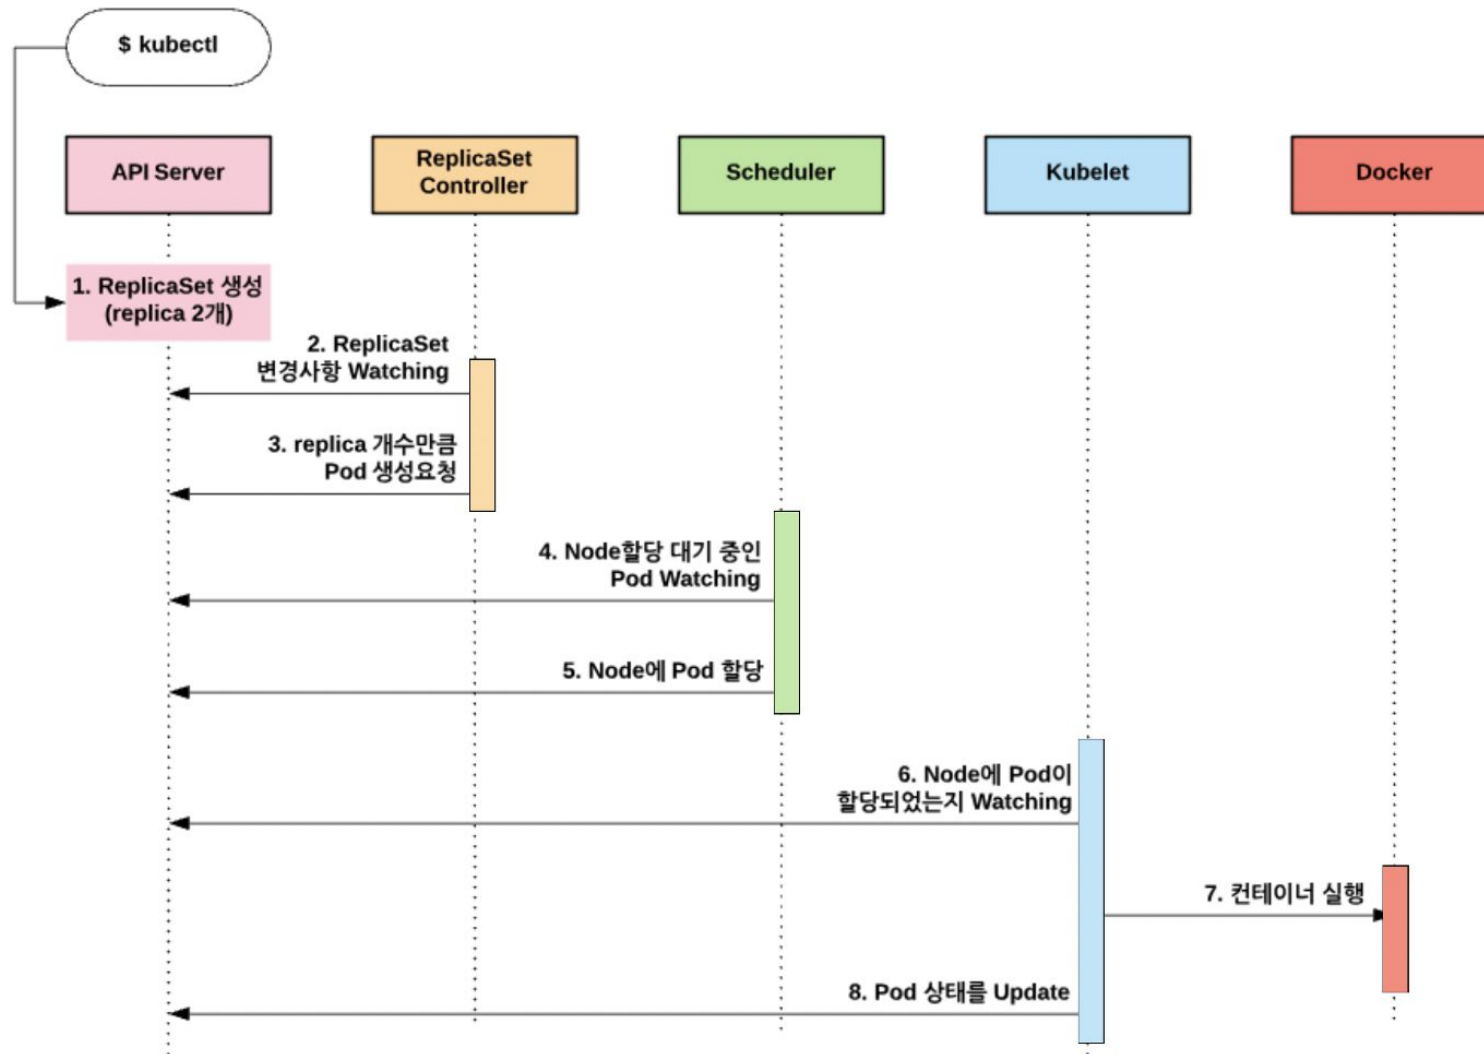 $ kubectl
API Server
ReplicaSet
Controller
Scheduler
Kubelet
Docker
1. ReplicaSet 생성
(replica 2개)
2. ReplicaSet
변경사항 Watching
3. replica 개수만큼
Pod 생성요청
4. Node할당 대기 중인
Pod Watching
5. Node에 Pod 할당
6. Node에 Pod이
할당되었는지 Watching
7. 컨테이너 실행
8. Pod 상태를 Update